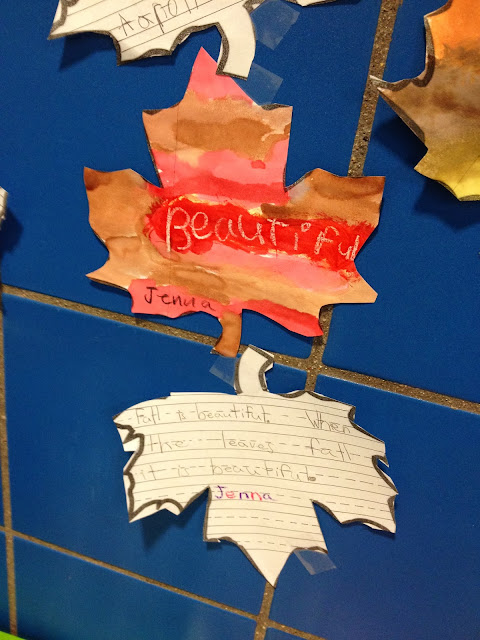 Beautiful
Jenna
Fall is beautiful. When
the leaves fall
it is beautiful
Jenna